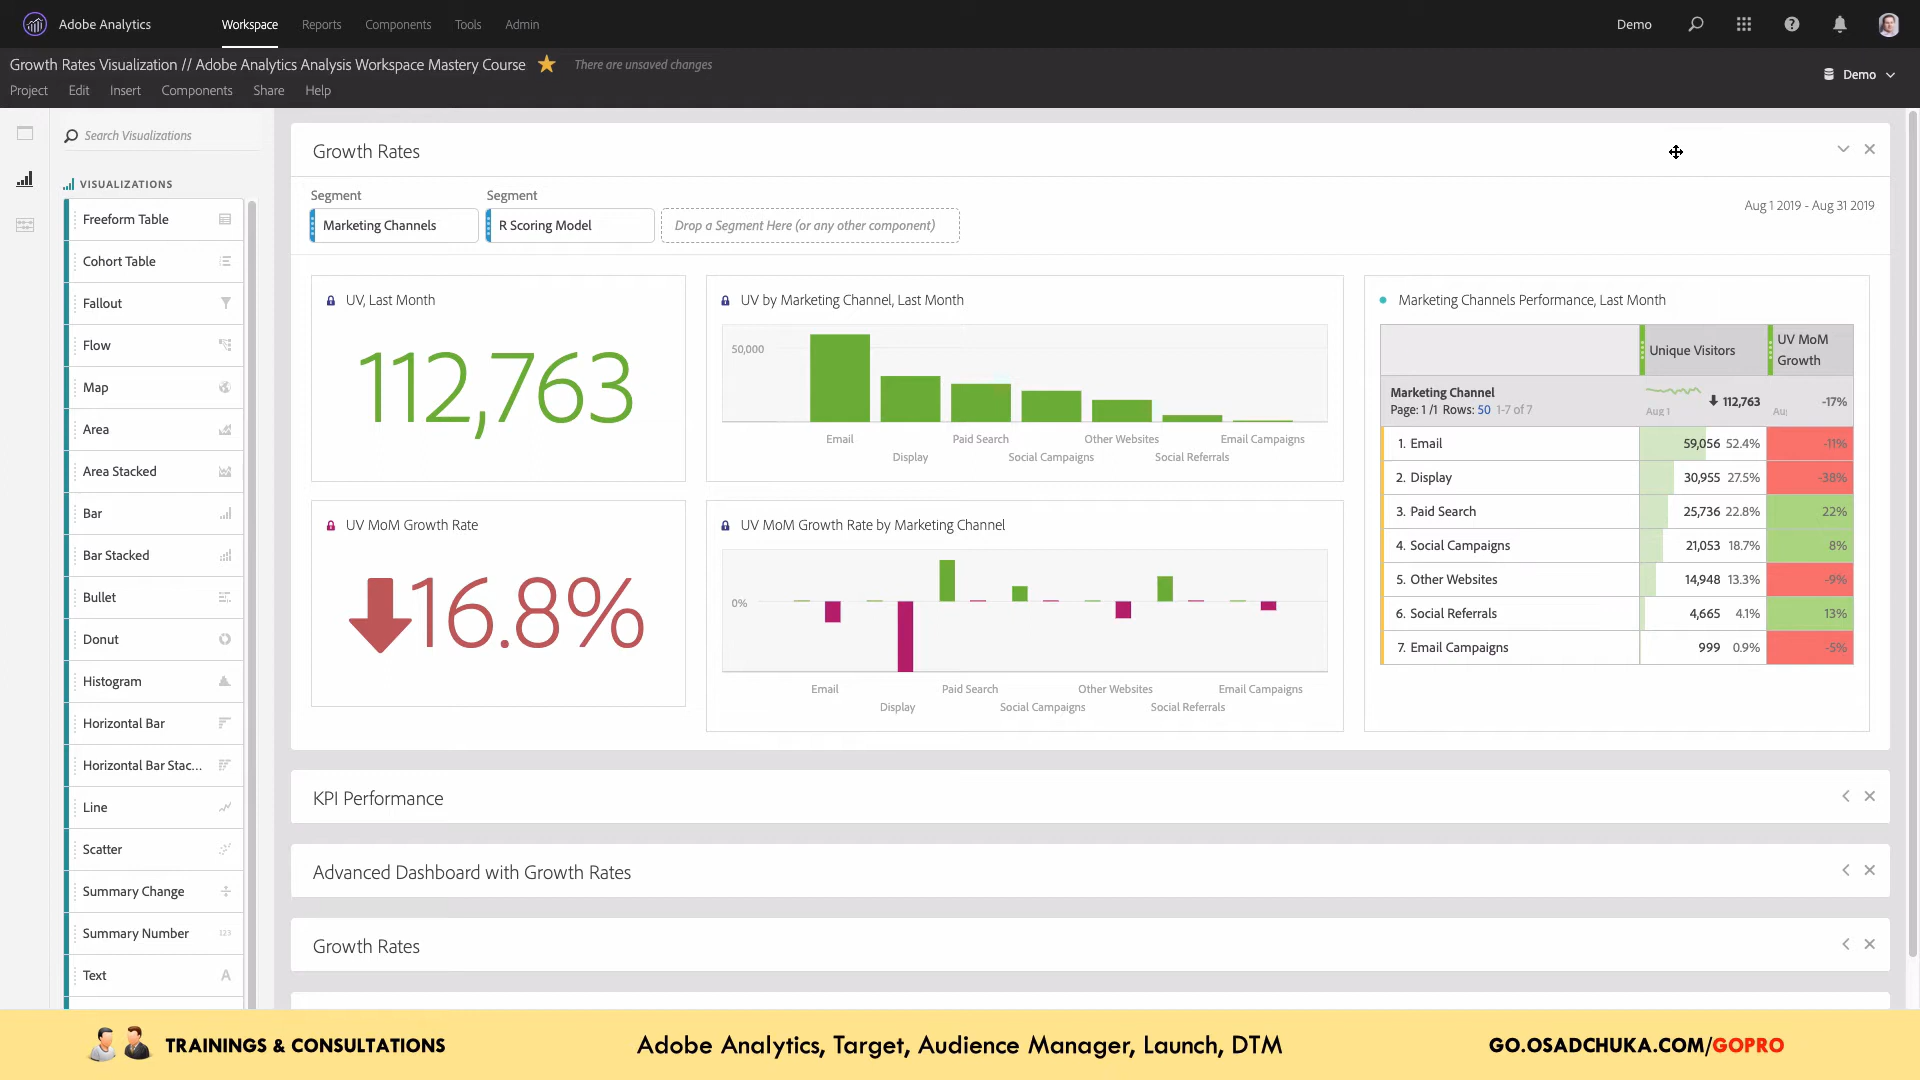 Adobe Analytics
Workspace
Reports
Components
Tools
Admin
Demo
Growth Rates Visualization // Adobe Analytics Analysis Workspace Mastery Course
There are unsaved changes
Project
Edit
Insert
Components
Share
Help
Demo
Search Visualizations
VISUALIZATIONS
Freeform Table
Cohort Table
Fallout
Flow
Map
Area
Area Stacked
Bar
Bar Stacked
Bullet
Donut
Histogram
Horizontal Bar
Horizontal Bar Stac...
Line
Scatter
Summary Change
Summary Number
123
Text
A
Growth Rates
Segment
Marketing Channels
Segment
R Scoring Model
Drop a Segment Here (or any other component)
Aug 1 2019 - Aug 31 2019
UV, Last Month
112,763
UV by Marketing Channel, Last Month
50,000
Email
Display
Paid Search
Social Campaigns
Other Websites
Social Referrals
Email Campaigns
UV MoM Growth Rate
16.8%
UV MoM Growth Rate by Marketing Channel
0%
Email
Display
Paid Search
Social Campaigns
Other Websites
Social Referrals
Email Campaigns
Marketing Channels Performance, Last Month
Unique Visitors
UV MoM
Growth
Marketing Channel
Page: 1 /1 Rows: 50 1-7 of 7
Aug 1
112,763
Au
-17%
1. Email 59,056 52.4% -11%
2. Display 30,955 27.5% -38%
3. Paid Search 25,736 22.8% 22%
4. Social Campaigns 21,053 18.7% 8%
5. Other Websites 14,948 13.3% -9%
6. Social Referrals 4,665 4.1% 13%
7. Email Campaigns 999 0.9% -5%
KPI Performance
Advanced Dashboard with Growth Rates
Growth Rates
TRAININGS & CONSULTATIONS
Adobe Analytics, Target, Audience Manager, Launch, DTM
GO.OSADCHUKA.COM/GOPRO